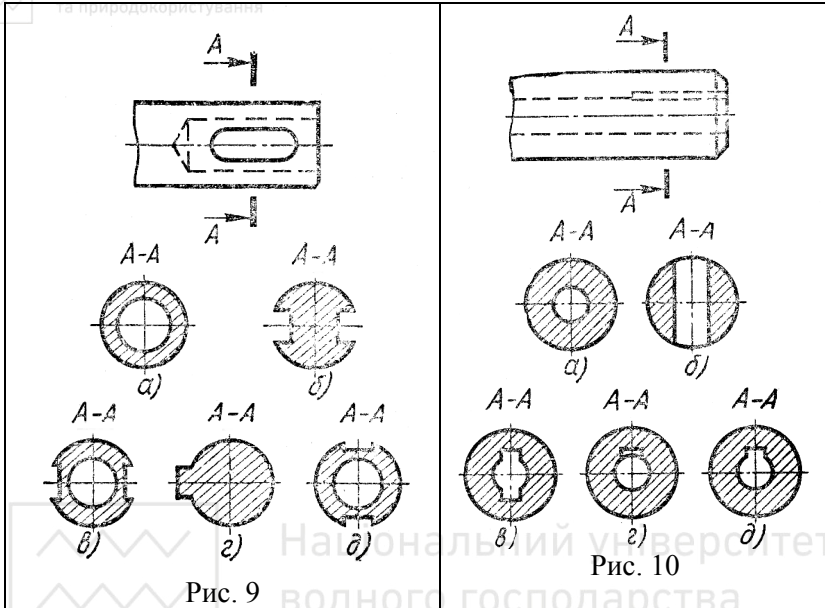 та природокористування
А
А
А-А
А-А
а)
б)
А-А
А-А
А-А
в)
г)
д)
Рис. 9
А
А
А-А
А-А
а)
б)
А-А
А-А
А-А
в)
г)
д)
Рис. 10
Національний університет
водного господарства